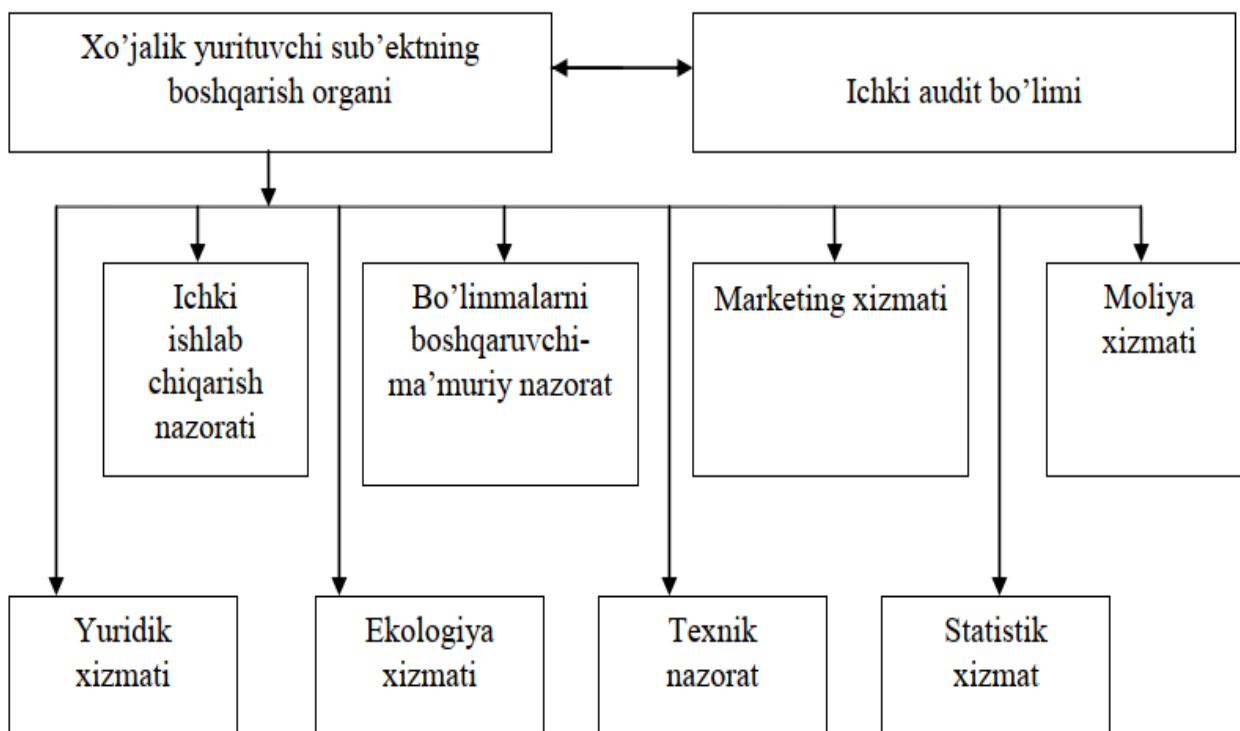 Xo’jalik yurituvchi sub’ektning
boshqarish organi
Ichki audit bo’limi
Ichki
ishlab
chiqarish
nazorati
Bo’linmalarni
boshqaruvchi-
ma’muriy nazorat
Marketing xizmati
Moliya
xizmati
Yuridik
xizmati
Ekologiya
xizmati
Texnik
nazorat
Statistik
xizmat